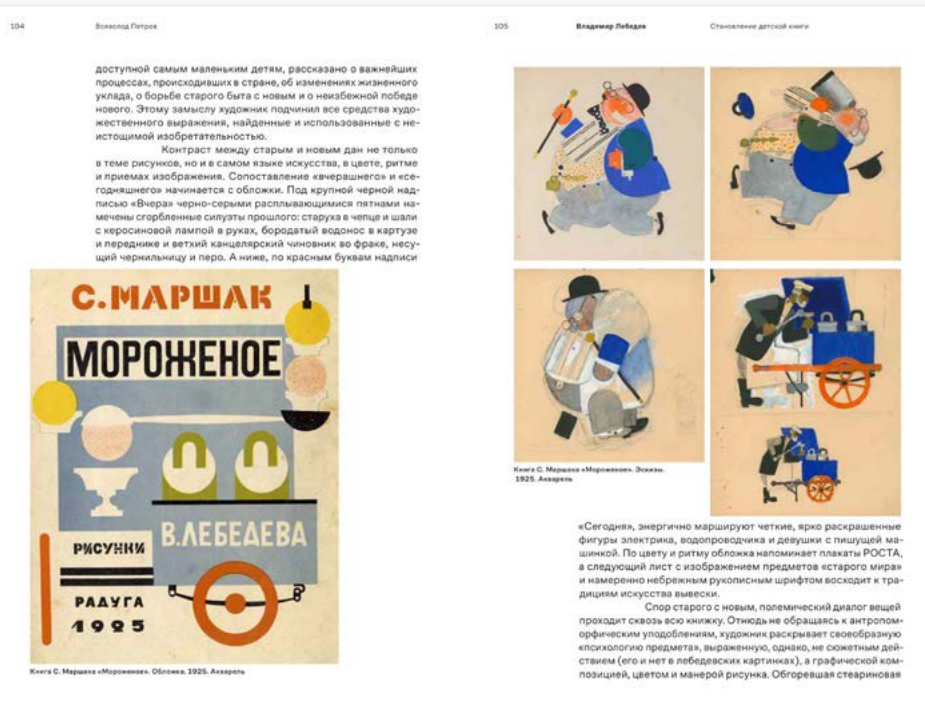 104
Всеволод Петров
доступной самым маленьким детям, рассказано о важнейших
процессах, происходивших в стране, об изменениях жизненного
уклада, о борьбе старого быта с новым и о неизбежной победе
нового. Этому замыслу художник подчинил все средства худо-
жественного выражения, найденные и использованные с не-
истощимой изобретательностью.
Контраст между старым и новым дан не только
в теме рисунков, но и в самом языке искусства, в цвете, ритме
и приемах изображения. Сопоставление «вчерашнего» и «се-
годняшнего» начинается с обложки. Под крупной черной над-
писью «Вчера» черно-серыми расплывающимися пятнами на-
мечены сгорбленные силуэты прошлого: старуха в чепце и шали
с керосиновой лампой в руках, бородатый водонос в картузе
и переднике и ветхий канцелярский чиновник во фраке, несу-
щий чернильницу и перо. А ниже, по красным буквам надписи
С. МАРШАК
МОРОЖЕНОЕ
В. ЛЕБЕДЕВА
РИСУНКИ
РАДУГА
1925
Книга С. Маршака «Мороженое». Обложка. 1925. Акварель
105
Владимир Лебедев
Становление детской книги
Книга С. Маршака «Мороженое». Эскизы.
1925. Акварель
«Сегодня», энергично маршируют четкие, ярко раскрашенные
фигуры электрика, водопроводчика и девушки с пишущей ма-
шинкой. По цвету и ритму обложка напоминает плакаты РОСТА,
а следующий лист с изображением предметов «старого мира»
и намеренно небрежным рукописным шрифтом восходит к тра-
дициям искусства вывески.
Спор старого с новым, полемический диалог вещей
проходит сквозь всю книжку. Отнюдь не обращаясь к антропом-
орфическим уподоблениям, художник раскрывает своеобразную
«психологию предмета», выраженную, однако, не сюжетным дей-
ствием (его и нет в лебедевских картинках), а графической ком-
позицией, цветом и манерой рисунка. Обгоревшая стеариновая